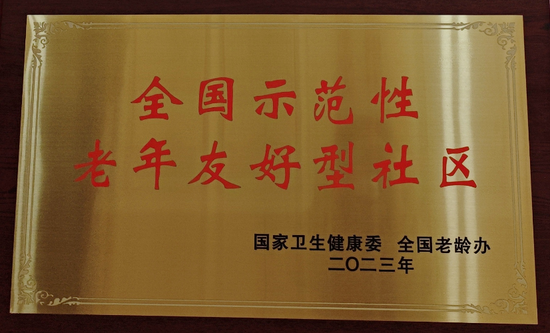 全国示范性
老年友好型社区
国家卫生健康委 全国老龄办
二〇二三年